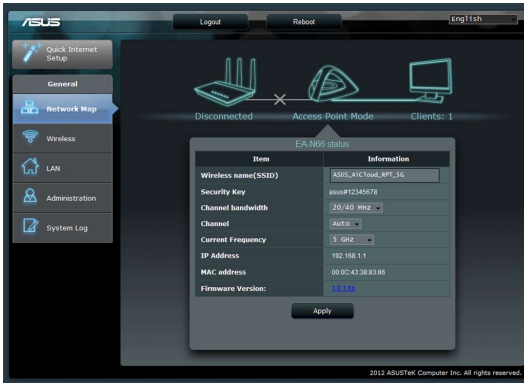 ASUS
Logout
Reboot
English
Quick Internet Setup
General
Network Map
Wireless
LAN
Administration
System Log
Disconnected
Access Point Mode
Clients: 1
EA-N66 status
Item Information
Wireless name(SSID) ASUS_AiCloud_RPT_5G
Security Key asus#12345678
Channel bandwidth 20/40 MHz
Channel Auto
Current Frequency 5 GHz
IP Address 192.168.1.1
MAC address 00:0C:43:38:83:86
Firmware Version:
Apply
2012 ASUSTeK Computer Inc. All rights reserved.